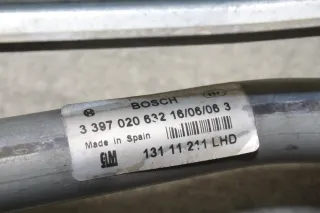 BOSCH
3 397 020 632 16/06/06 3
Made in Spain
GM 131 11 211 LHD